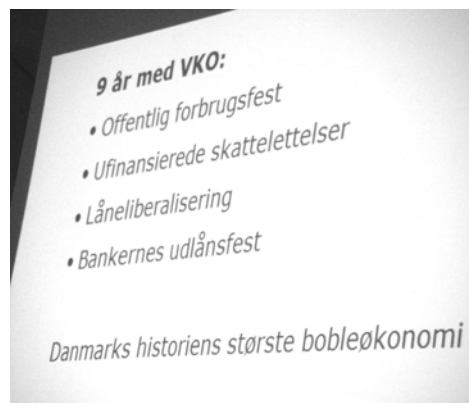 9 år med VKO:
• Offentlig forbrugsfest
• Ufinansierede skattelettelser
• Låneliberalisering
• Bankernes udlånsfest
Danmarks historiens største bobleøkonomi